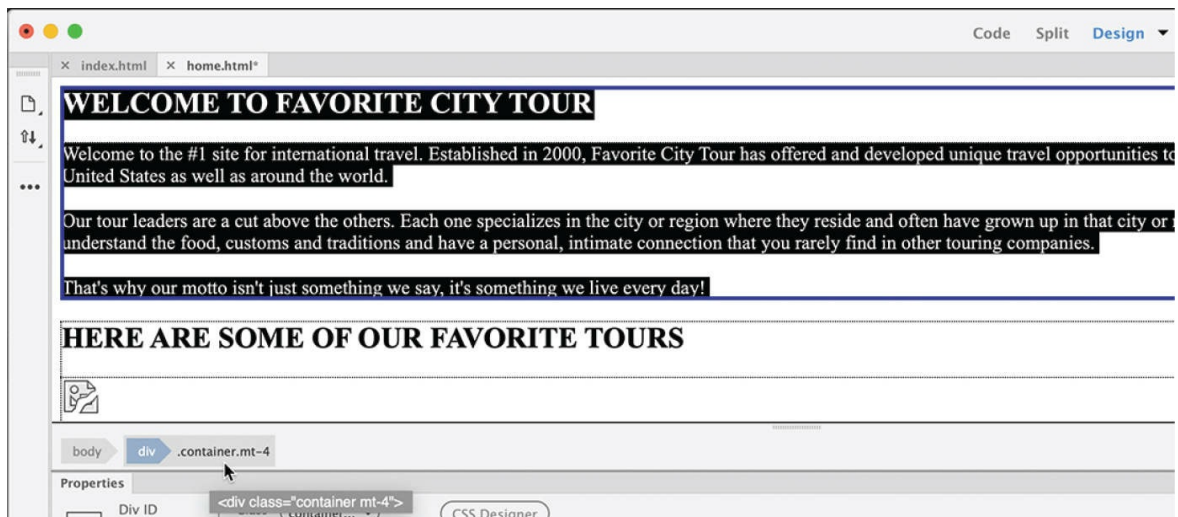 Code Split Design
× index.html × home.html*
WELCOME TO FAVORITE CITY TOUR
Welcome to the #1 site for international travel. Established in 2000, Favorite City Tour has offered and developed unique travel opportunities to
United States as well as around the world.
Our tour leaders are a cut above the others. Each one specializes in the city or region where they reside and often have grown up in that city or
understand the food, customs and traditions and have a personal, intimate connection that you rarely find in other touring companies.
That's why our motto isn't just something we say, it's something we live every day!
HERE ARE SOME OF OUR FAVORITE TOURS
body div .container.mt-4
Properties
<div class="container mt-4">
Div ID Class container... CSS Designer